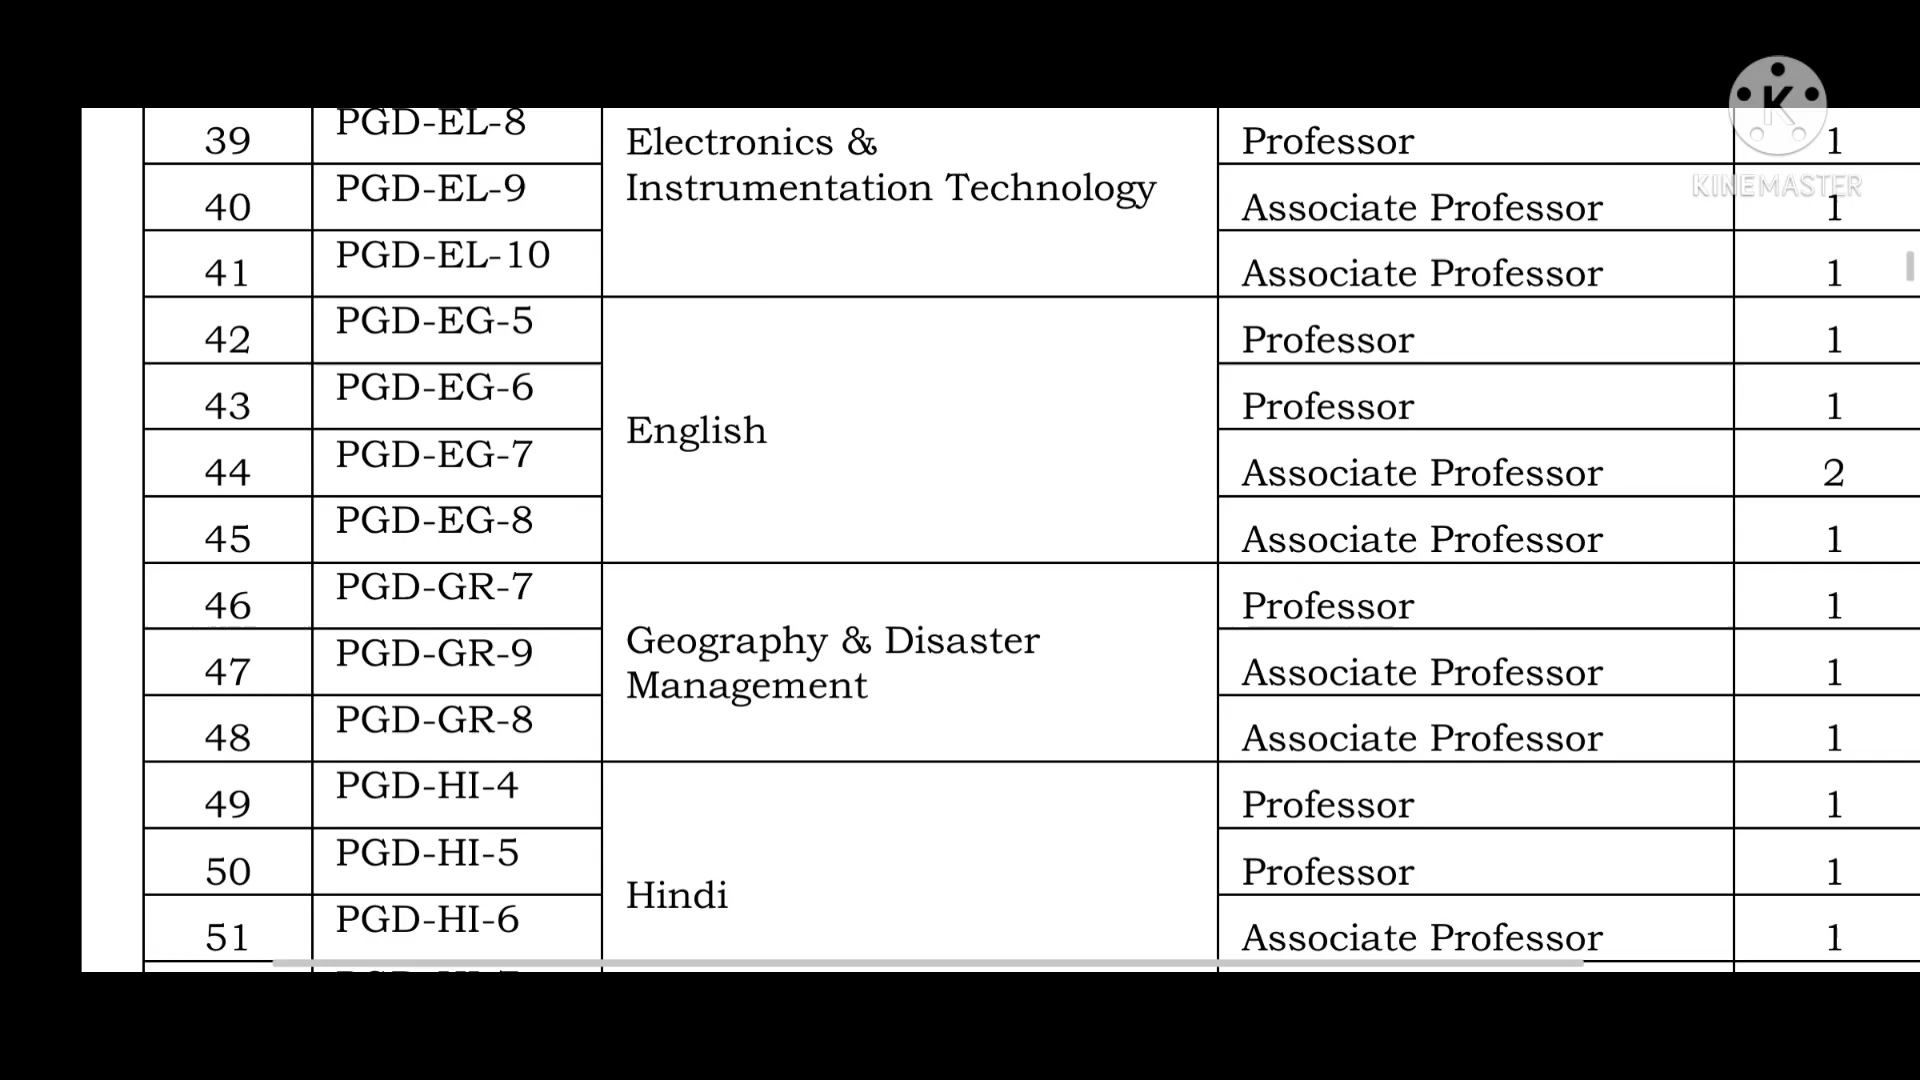 39 PGD-EL-8 Electronics & Professor 1
Instrumentation Technology
40 PGD-EL-9 Associate Professor 1
41 PGD-EL-10 Associate Professor 1
42 PGD-EG-5 Professor 1
43 PGD-EG-6 Professor 1
English
44 PGD-EG-7 Associate Professor 2
45 PGD-EG-8 Associate Professor 1
46 PGD-GR-7 Professor 1
Geography & Disaster
Management
47 PGD-GR-9 Associate Professor 1
48 PGD-GR-8 Associate Professor 1
49 PGD-HI-4 Professor 1
50 PGD-HI-5 Professor 1
Hindi
51 PGD-HI-6 Associate Professor 1
K
KINEMASTER